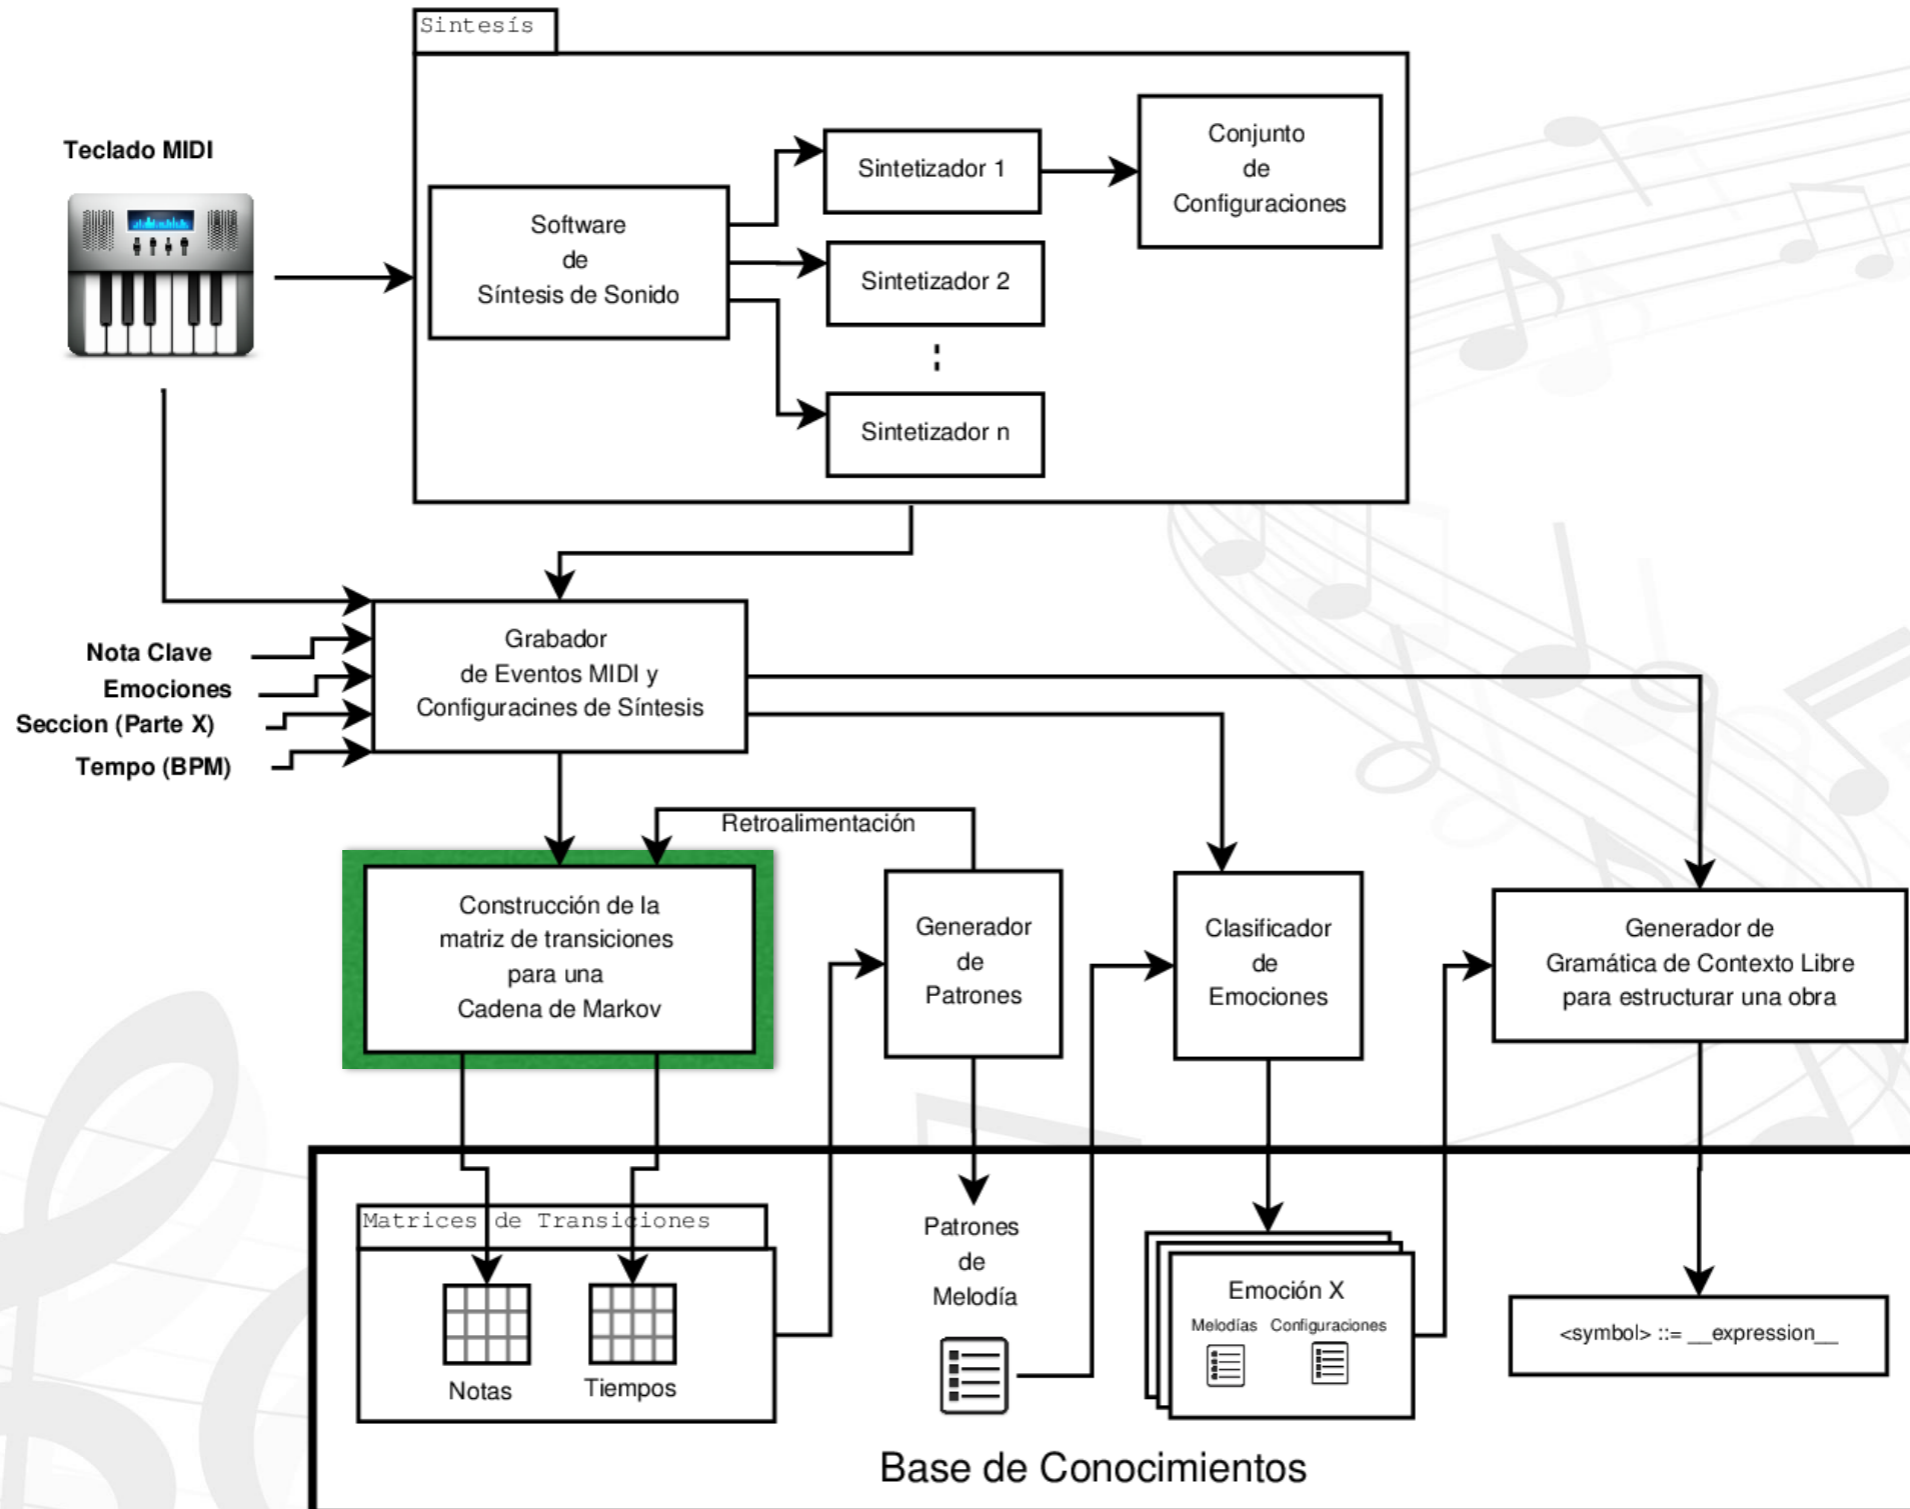 Sintesís
Teclado MIDI
Software
de
Síntesis de Sonido
Sintetizador 1
Sintetizador 2
Sintetizador n
Conjunto
de
Configuraciones
Nota Clave
Emociones
Seccion (Parte X)
Tempo (BPM)
Grabador
de Eventos MIDI y
Configuracines de Síntesis
Retroalimentación
Construcción de la
matriz de transiciones
para una
Cadena de Markov
Generador
de
Patrones
Clasificador
de
Emociones
Generador de
Gramática de Contexto Libre
para estructurar una obra
Matrices de Transiciones
Notas
Tiempos
Patrones
de
Melodía
Emoción X
Melodías Configuraciones
<symbol> ::= __expression__
Base de Conocimientos